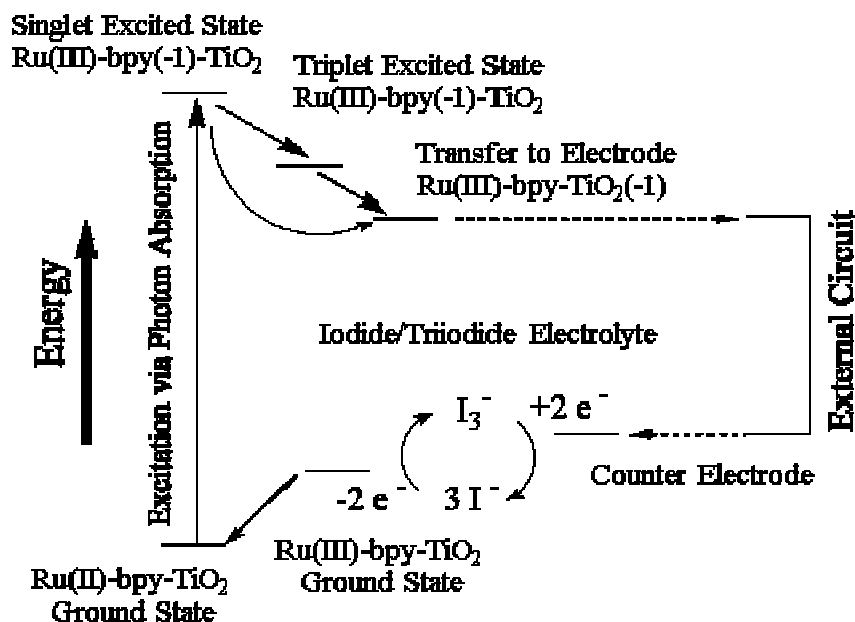 Singlet Excited State
Ru(III)-bpy(-1)-TiO₂
Triplet Excited State
Ru(III)-bpy(-1)-TiO₂
Transfer to Electrode
Ru(III)-bpy-TiO₂(-1)
Energy
Excitation via Photon Absorption
External Circuit
Iodide/Triiodide Electrolyte
I₃⁻ +2 e⁻
Counter Electrode
-2 e⁻ 3 I⁻
Ru(III)-bpy-TiO₂
Ground State
Ru(II)-bpy-TiO₂
Ground State